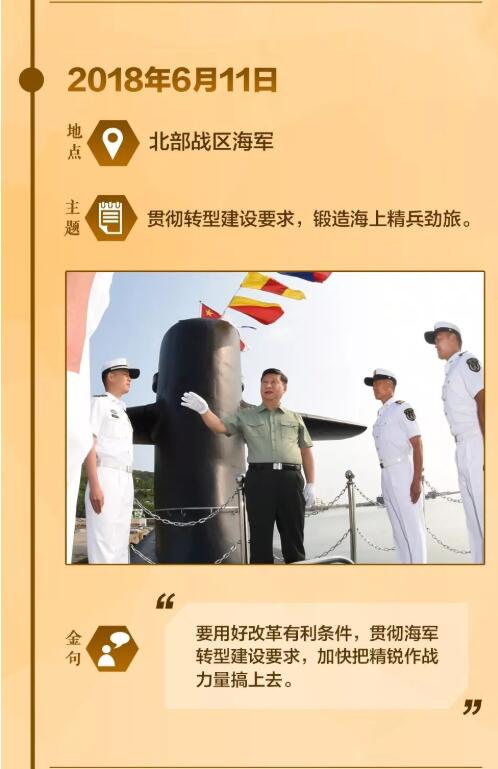 2018年6月11日
地点
北部战区海军
主题
贯彻转型建设要求，锻造海上精兵劲旅。
“
金句
要用好改革有利条件，贯彻海军
转型建设要求，加快把精锐作战
力量搞上去。
”